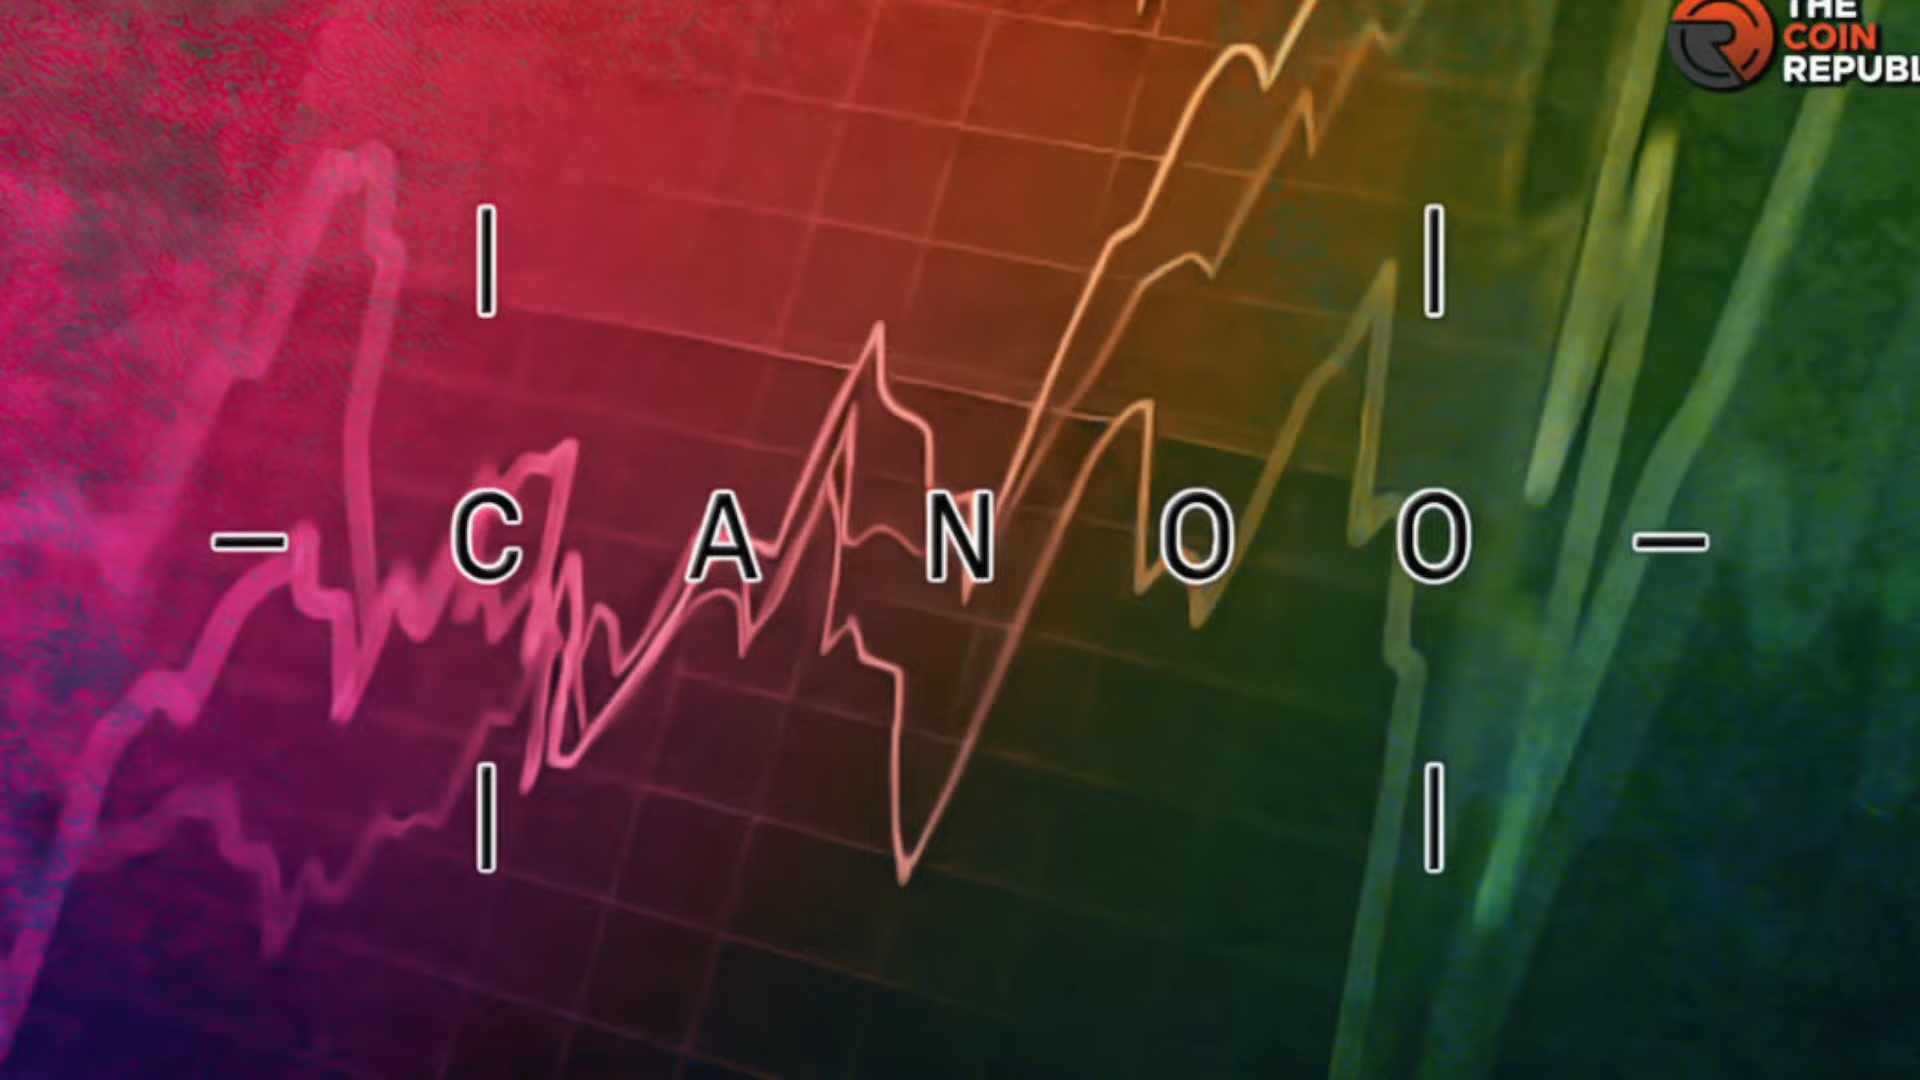 THE
COIN
REPUBL
– C A N O O –